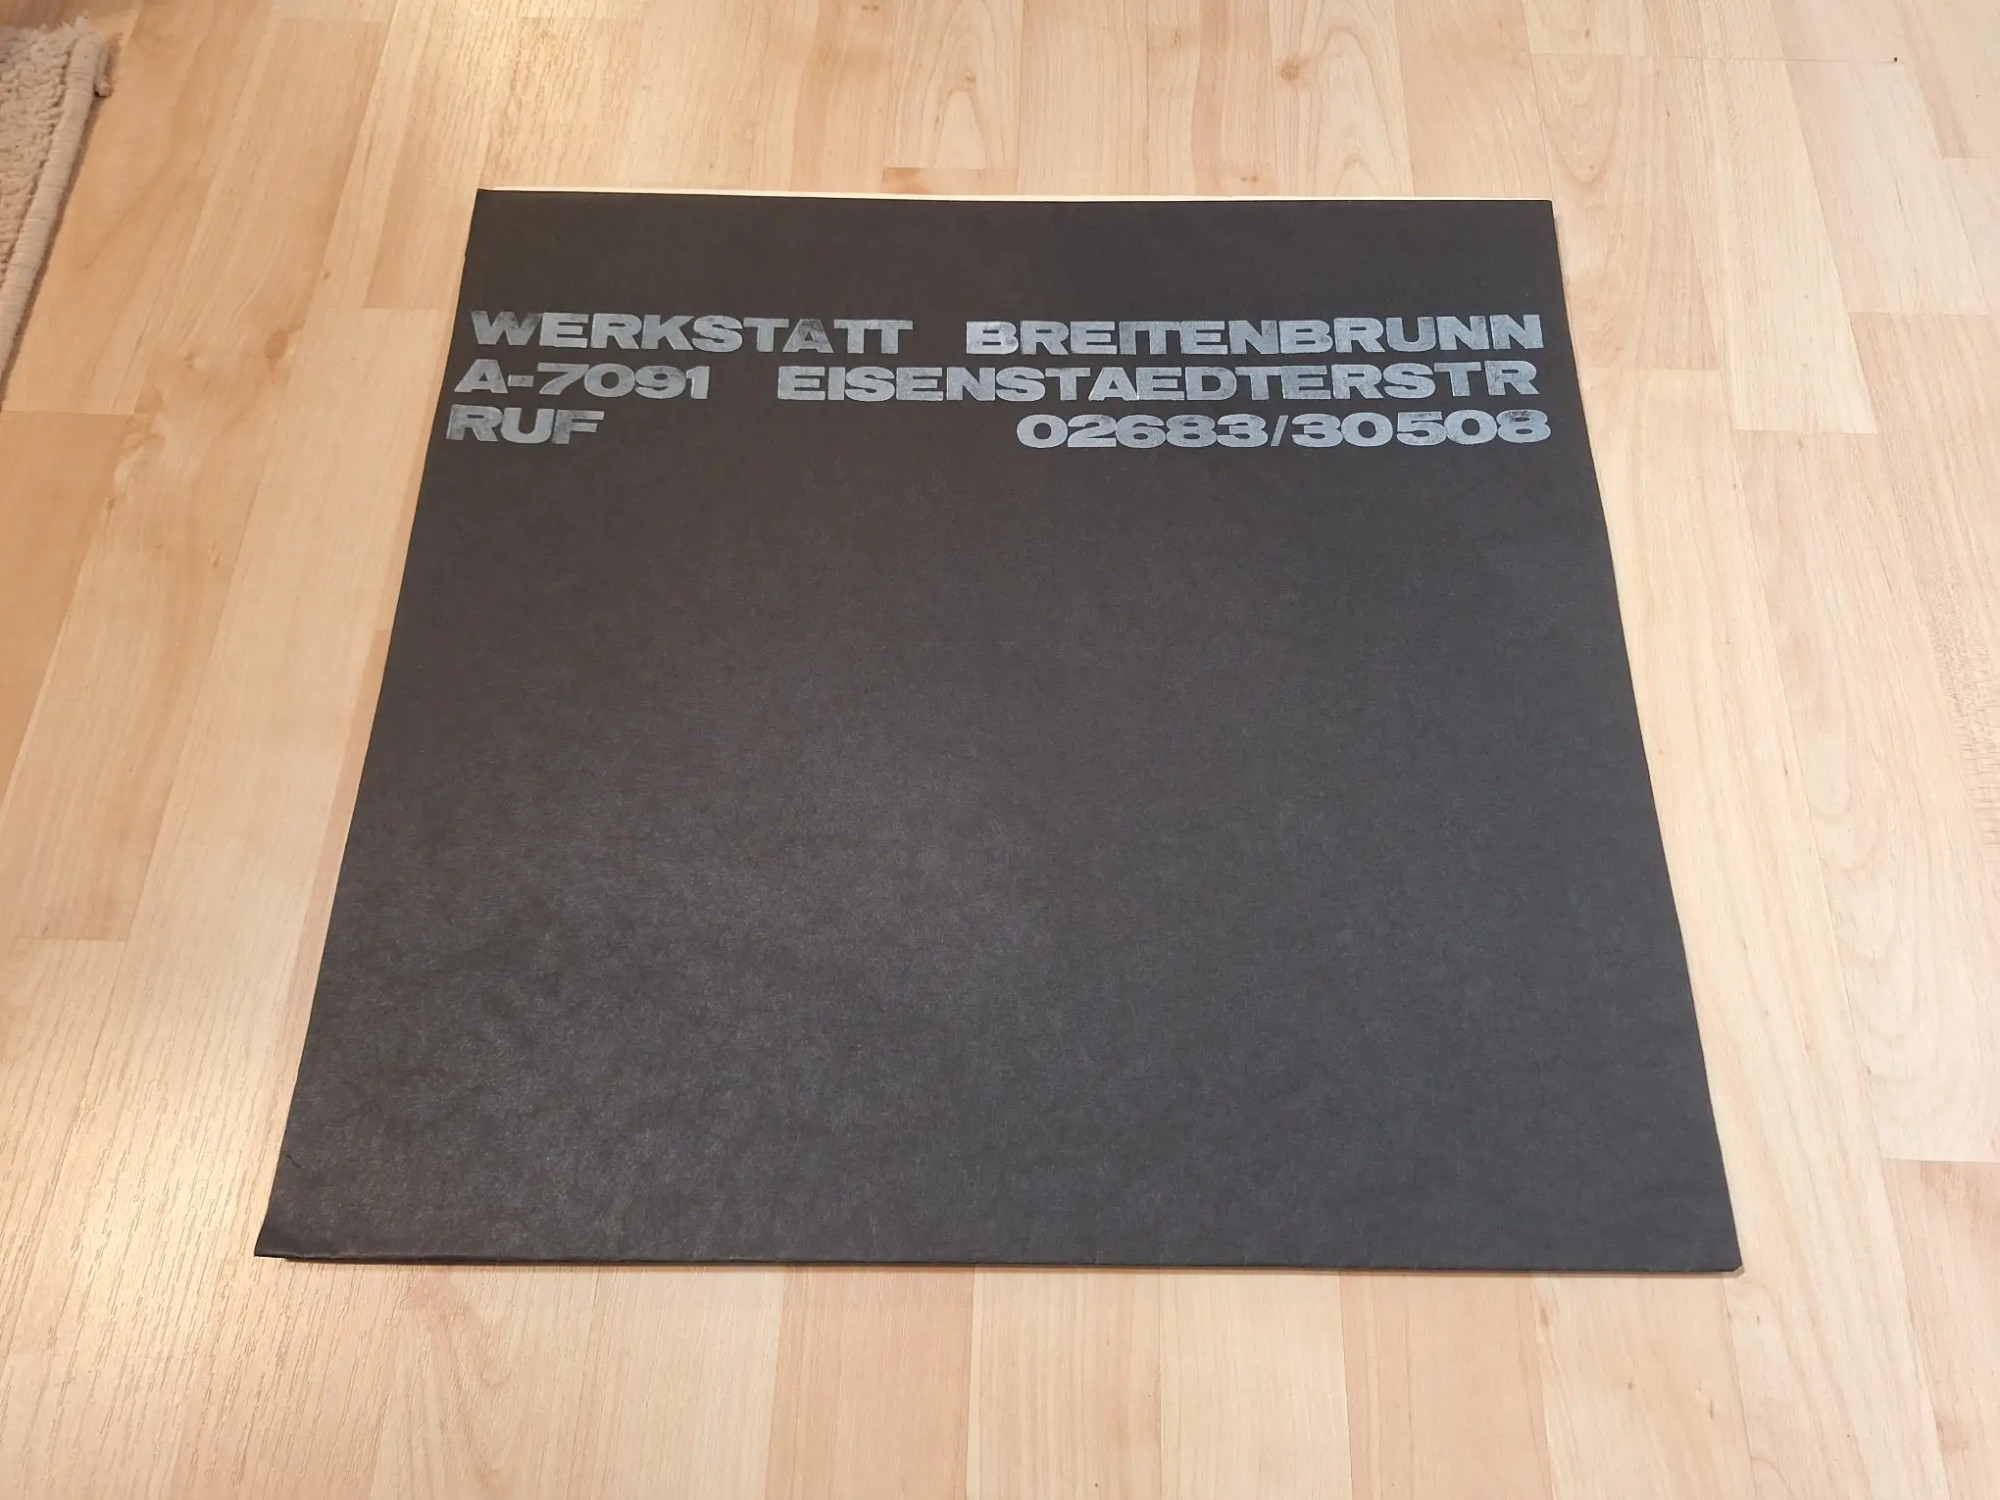 WERKSTATT BREITENBRUNN
A-7091 EISENSTAEDTERSTR
RUF 02683/30508